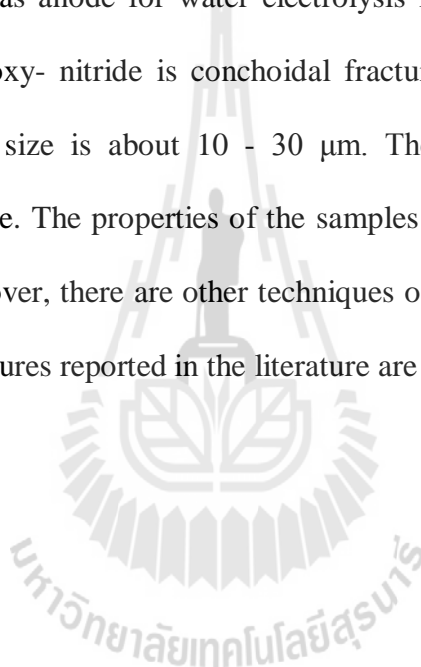 as anode for water electrolysis
oxy- nitride is conchoidal fractu
size is about 10 - 30 μm. The
e. The properties of the samples
over, there are other techniques o
ures reported in the literature are
มหาวิทยาลัยเทคโนโลยีสุรนารี